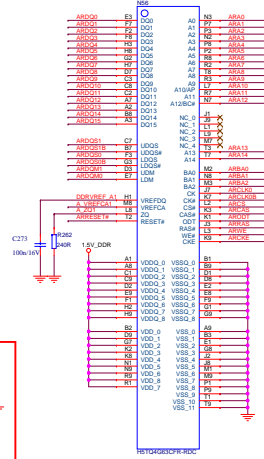 N56
ARDQ0 E3 DQ0 A0 N3 ARA0
ARDQ1 F7 DQ1 A1 P7 ARA1
ARDQ2 F2 DQ2 A2 P3 ARA2
ARDQ3 F8 DQ3 A3 N2 ARA3
ARDQ4 H3 DQ4 A4 P8 ARA4
ARDQ5 H8 DQ5 A5 P2 ARA5
ARDQ6 G2 DQ6 A6 R8 ARA6
ARDQ7 H7 DQ7 A7 R2 ARA7
ARDQ8 D7 DQ8 A8 T8 ARA8
ARDQ9 C3 DQ9 A9 R3 ARA9
ARDQ10 C8 DQ10 A10/AP L7 ARA10
ARDQ11 C2 DQ11 A11 R7 ARA11
ARDQ12 A7 DQ12 A12/BC# N7 ARA12
ARDQ13 A2 DQ13
ARDQ14 B8 DQ14 NC_0 J1
ARDQ15 A3 DQ15 NC_1 J9
NC_2 L1
NC_3 L9
ARDQS1 C7 UDQS NC_4 M7
ARDQS1B B7 UDQS# A13 T3 ARA13
ARDQS0 F3 LDQS A14 T7 ARA14
ARDQS0B G3 LDQS#
ARDQM1 D3 UDM BA0 M2 ARBA0
ARDQM0 E7 LDM BA1 N8 ARBA1
BA2 M3 ARBA2
CK J7 ARCLK0
DDRVREF_A1 H1 VREFDQ CK# K7 ARCLK0B
A_VREFCA1 M8 VREFCA CS# L2 ARCS
A_ZQ1 L8 ZQ CAS# K3 ARCAS
ARRESET# T2 RESET# ODT K1 ARODT
RAS# J3 ARRAS
WE# L3 ARWE
CKE K9 ARCKE
C273
100n/16V
R262
240R
1.5V_DDR
A1 VDDQ_0 VSSQ_0 B1
A8 VDDQ_1 VSSQ_1 B9
C1 VDDQ_2 VSSQ_2 D1
C9 VDDQ_3 VSSQ_3 D8
D2 VDDQ_4 VSSQ_4 E2
E9 VDDQ_5 VSSQ_5 E8
F1 VDDQ_6 VSSQ_6 F9
H2 VDDQ_7 VSSQ_7 G1
H9 VDDQ_8 VSSQ_8 G9
B2 VDD_0 VSS_0 A9
D9 VDD_1 VSS_1 B3
G7 VDD_2 VSS_2 E1
K2 VDD_3 VSS_3 G8
K8 VDD_4 VSS_4 J2
N1 VDD_5 VSS_5 J8
N9 VDD_6 VSS_6 M1
R1 VDD_7 VSS_7 M9
R9 VDD_8 VSS_8 P1
VSS_9 P9
VSS_10 T1
VSS_11 T9
H5TQ4G63CFR-RDC